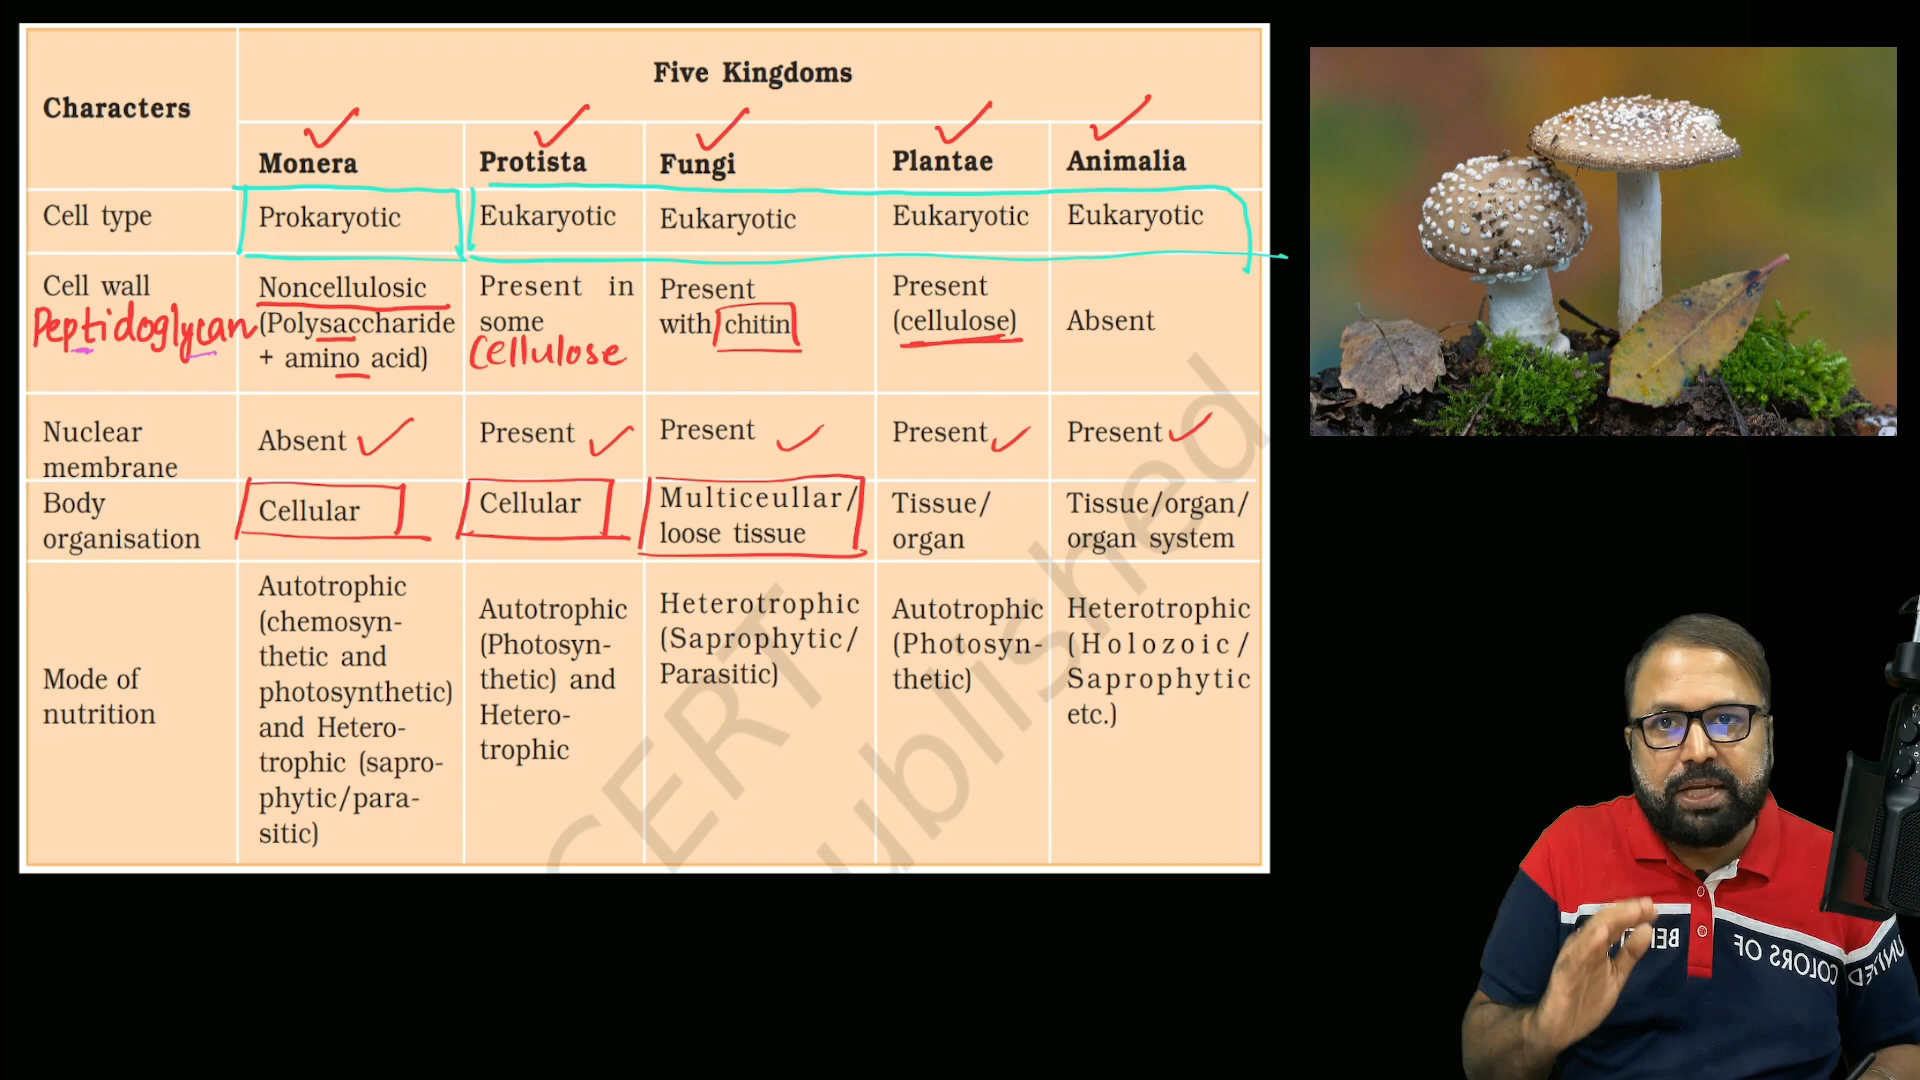 Five Kingdoms
Characters
Monera
Protista
Fungi
Plantae
Animalia
Cell type
Prokaryotic
Eukaryotic
Eukaryotic
Eukaryotic
Eukaryotic
Cell wall
Peptidoglycan
Noncellulosic
(Polysaccharide
+ amino acid)
Present in
some
Cellulose
Present
with chitin
Present
(cellulose)
Absent
Nuclear
membrane
Absent
Present
Present
Present
Present
Body
organisation
Cellular
Cellular
Multiceullar/
loose tissue
Tissue/
organ
Tissue/organ/
organ system
Mode of
nutrition
Autotrophic
(chemosyn-
thetic and
photosynthetic)
and Hetero-
trophic (sapro-
phytic/para-
sitic)
Autotrophic
(Photosyn-
thetic) and
Hetero-
trophic
Heterotrophic
(Saprophytic/
Parasitic)
Autotrophic
(Photosyn-
thetic)
Heterotrophic
(Holozoic/
Saprophytic
etc.)
CERT
ublished
COLORS OF